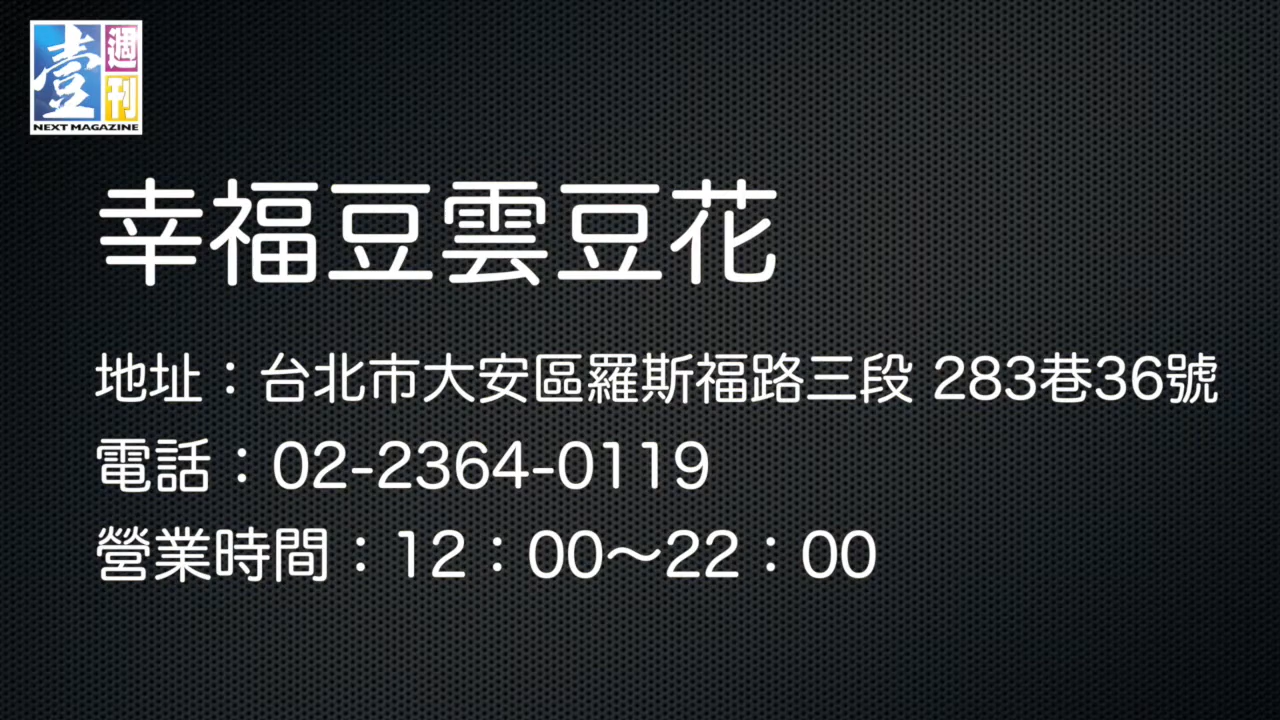 壹週刊
NEXT MAGAZINE
幸福豆雲豆花
地址：台北市大安區羅斯福路三段 283巷36號
電話：02-2364-0119
營業時間：12：00～22：00